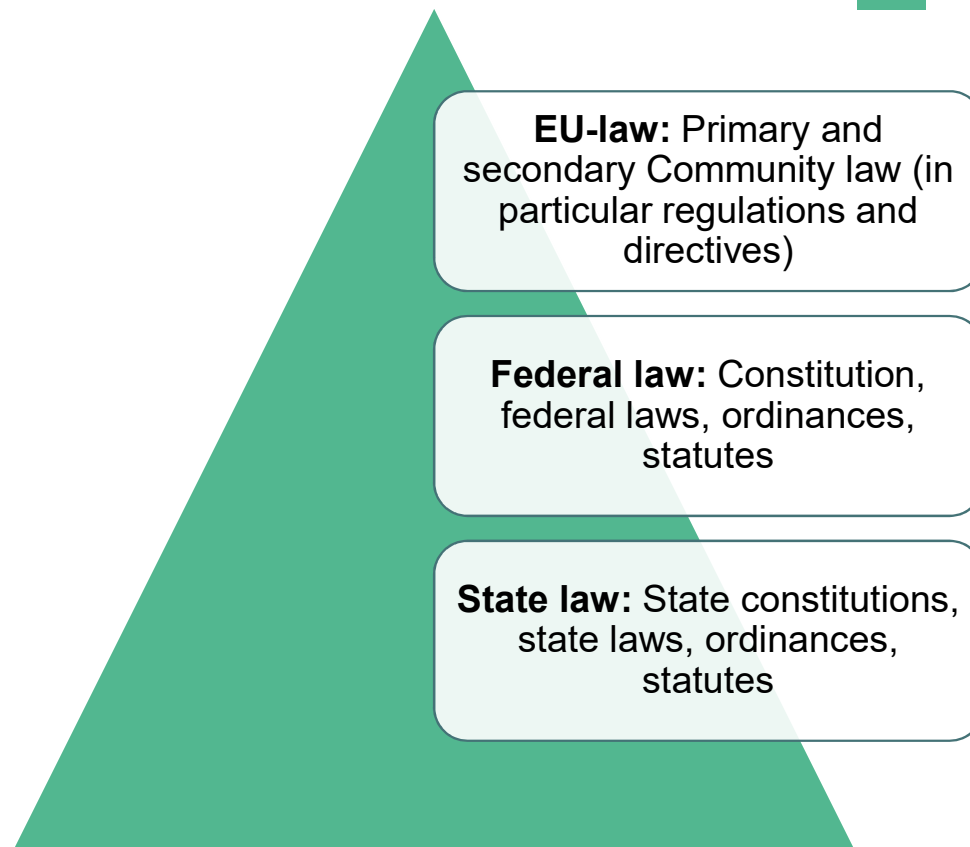 EU-law: Primary and
secondary Community law (in
particular regulations and
directives)
Federal law: Constitution,
federal laws, ordinances,
statutes
State law: State constitutions,
state laws, ordinances,
statutes